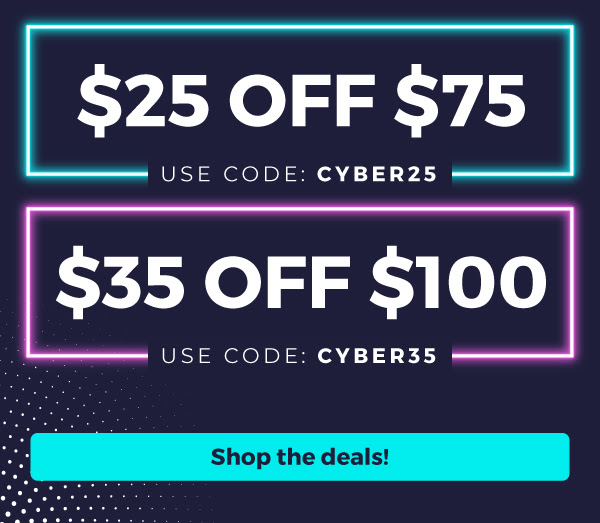 $25 OFF $75
USE CODE: CYBER25
$35 OFF $100
USE CODE: CYBER35
Shop the deals!